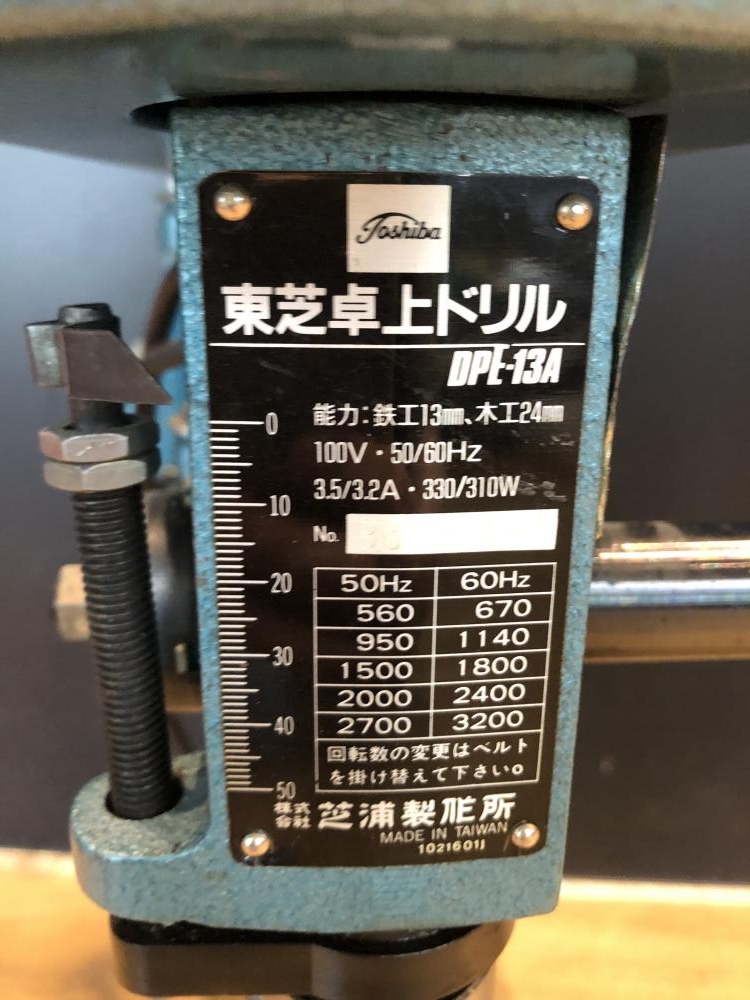 Toshiba
東芝卓上ドリル
DPE-13A
能力:鉄工13mm、木工24mm
100V・50/60Hz
3.5/3.2A・330/310W
No.
0
10
20
30
40
50
50Hz 60Hz
560 670
950 1140
1500 1800
2000 2400
2700 3200
回転数の変更はベルト
を掛け替えて下さい。
株式会社 芝浦製作所
MADE IN TAIWAN
1021601J